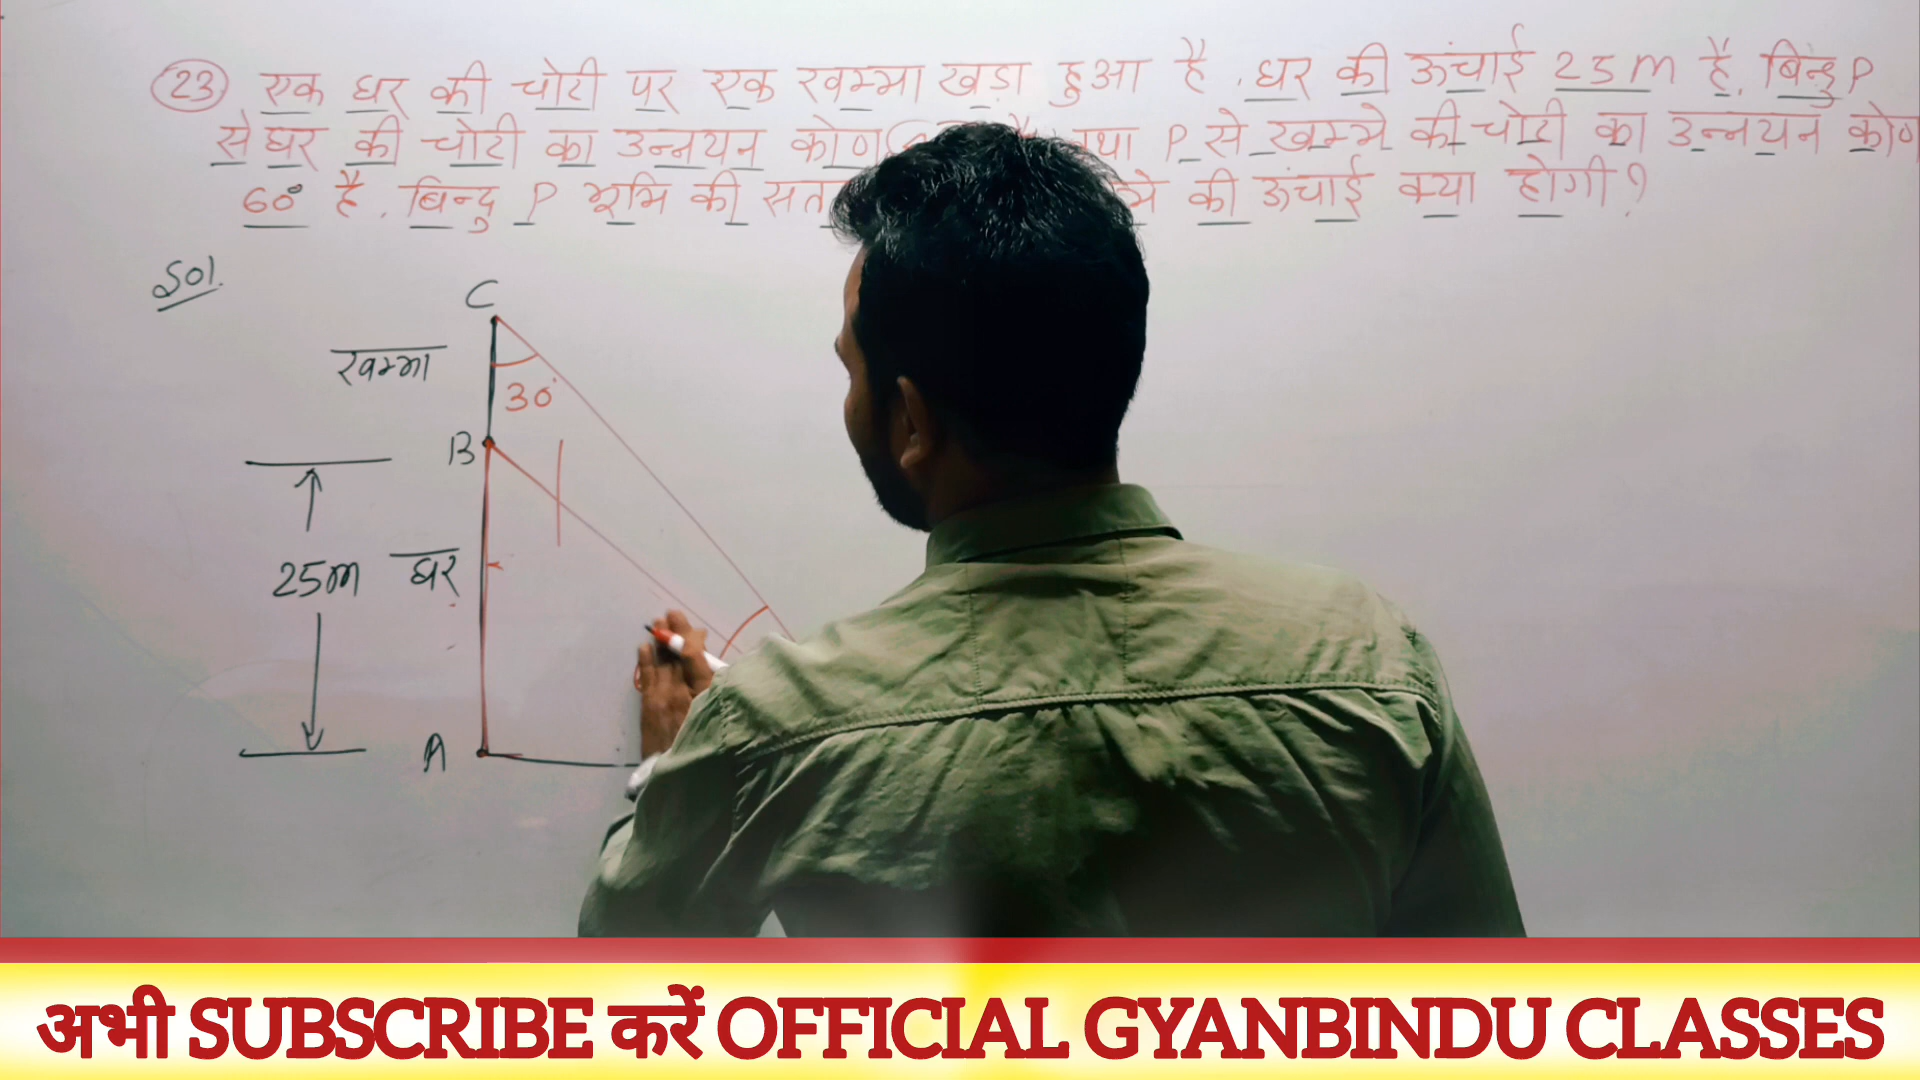 (23) एक घर की चोटी पर एक खम्भा खड़ा हुआ है . घर की ऊंचाई 25 m है. बिन्दु P
से घर की चोटी का उन्नयन कोण तथा P से खम्भे की चोटी का उन्नयन कोण
60° है . बिन्दु P भूमि की की ऊंचाई क्या होगी ?
Sol.
C
खम्भा
30°
B
25m घर
A
अभी SUBSCRIBE करें OFFICIAL GYANBINDU CLASSES